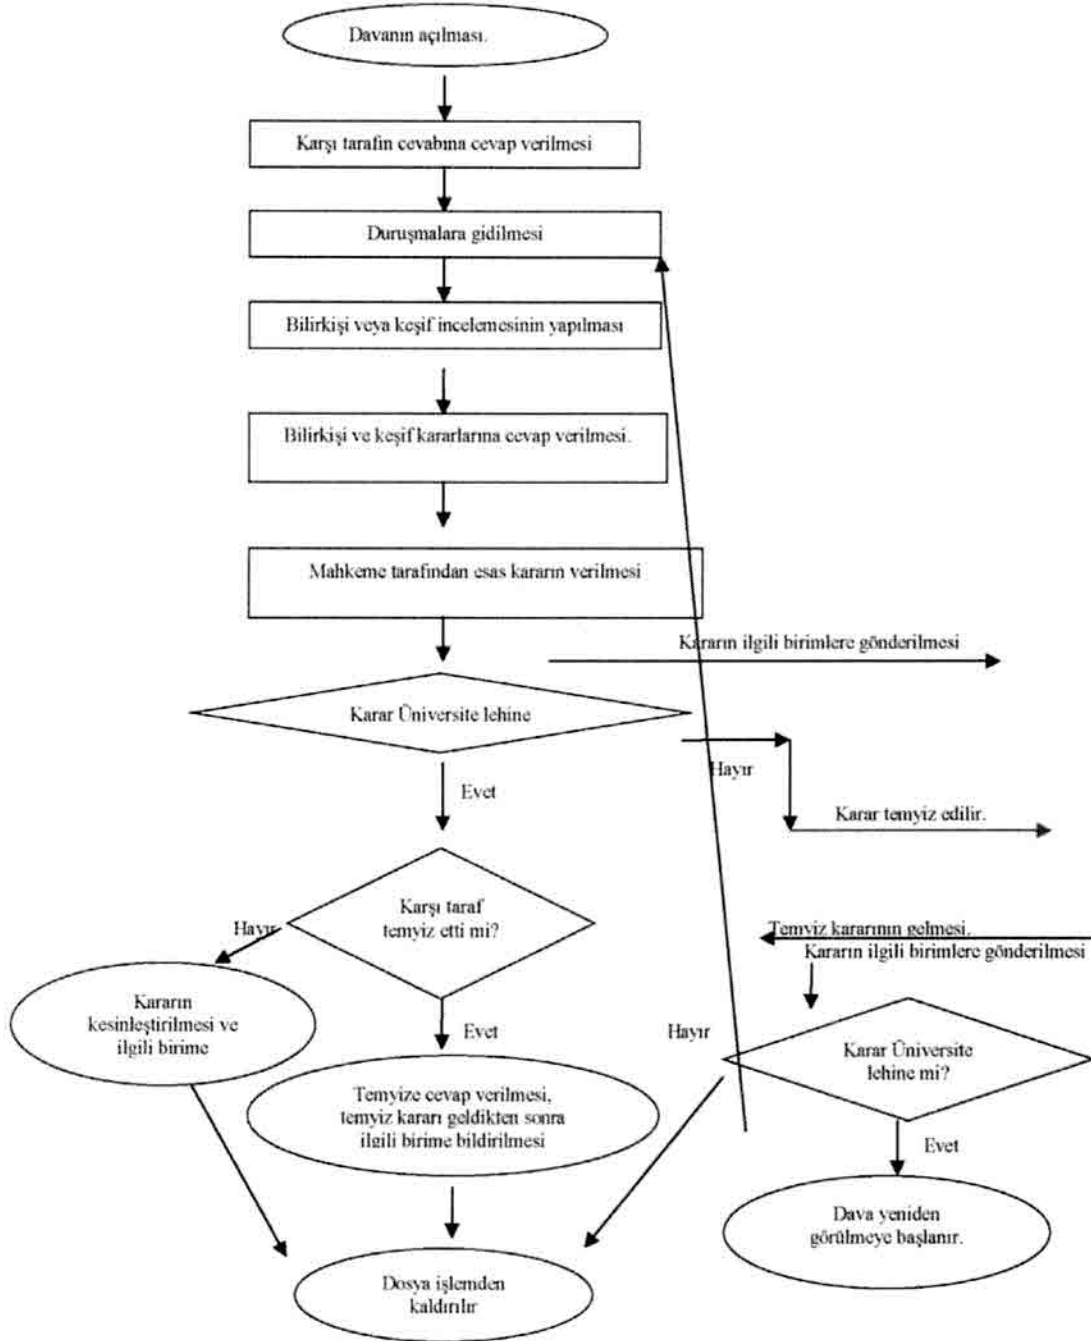 Davanın açılması.
Karşı tarafın cevabına cevap verilmesi
Duruşmalara gidilmesi
Bilirkişi veya keşif incelemesinin yapılması
Bilirkişi ve keşif kararlarına cevap verilmesi.
Mahkeme tarafından esas kararın verilmesi
Kararın ilgili birimlere gönderilmesi
Karar Üniversite lehine
Hayır
Evet
Karar temyiz edilir.
Karşı taraf
temyiz etti mi?
Hayır
Temyiz kararının gelmesi.
Kararın ilgili birimlere gönderilmesi
Kararın
kesinleştirilmesi ve
ilgili birime
Evet
Hayır
Karar Üniversite
lehine mi?
Temyize cevap verilmesi,
temyiz kararı geldikten sonra
ilgili birime bildirilmesi
Evet
Dava yeniden
görülmeye başlanır.
Dosya işlemden
kaldırılır